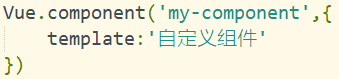 Vue.component('my-component',{
    template:'自定义组件'
})